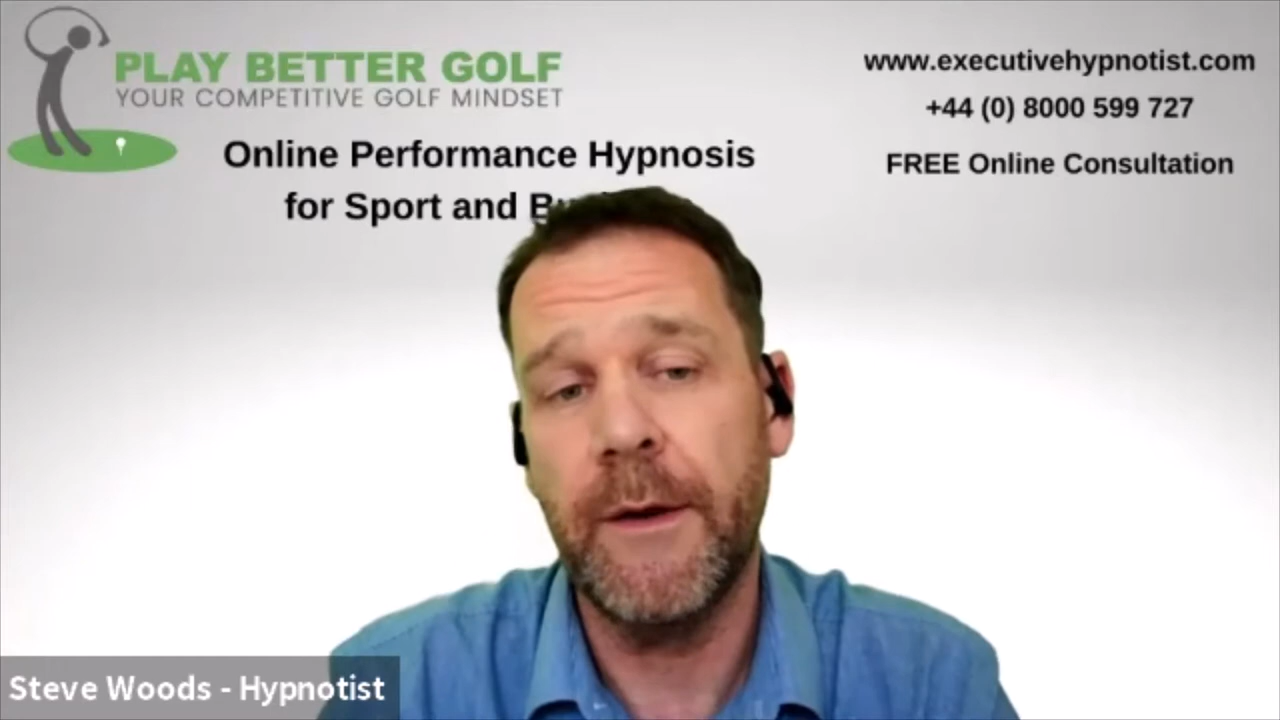 PLAY BETTER GOLF
YOUR COMPETITIVE GOLF MINDSET
Online Performance Hypnosis
for Sport and
www.executivehypnotist.com
+44 (0) 8000 599 727
FREE Online Consultation
Steve Woods - Hypnotist